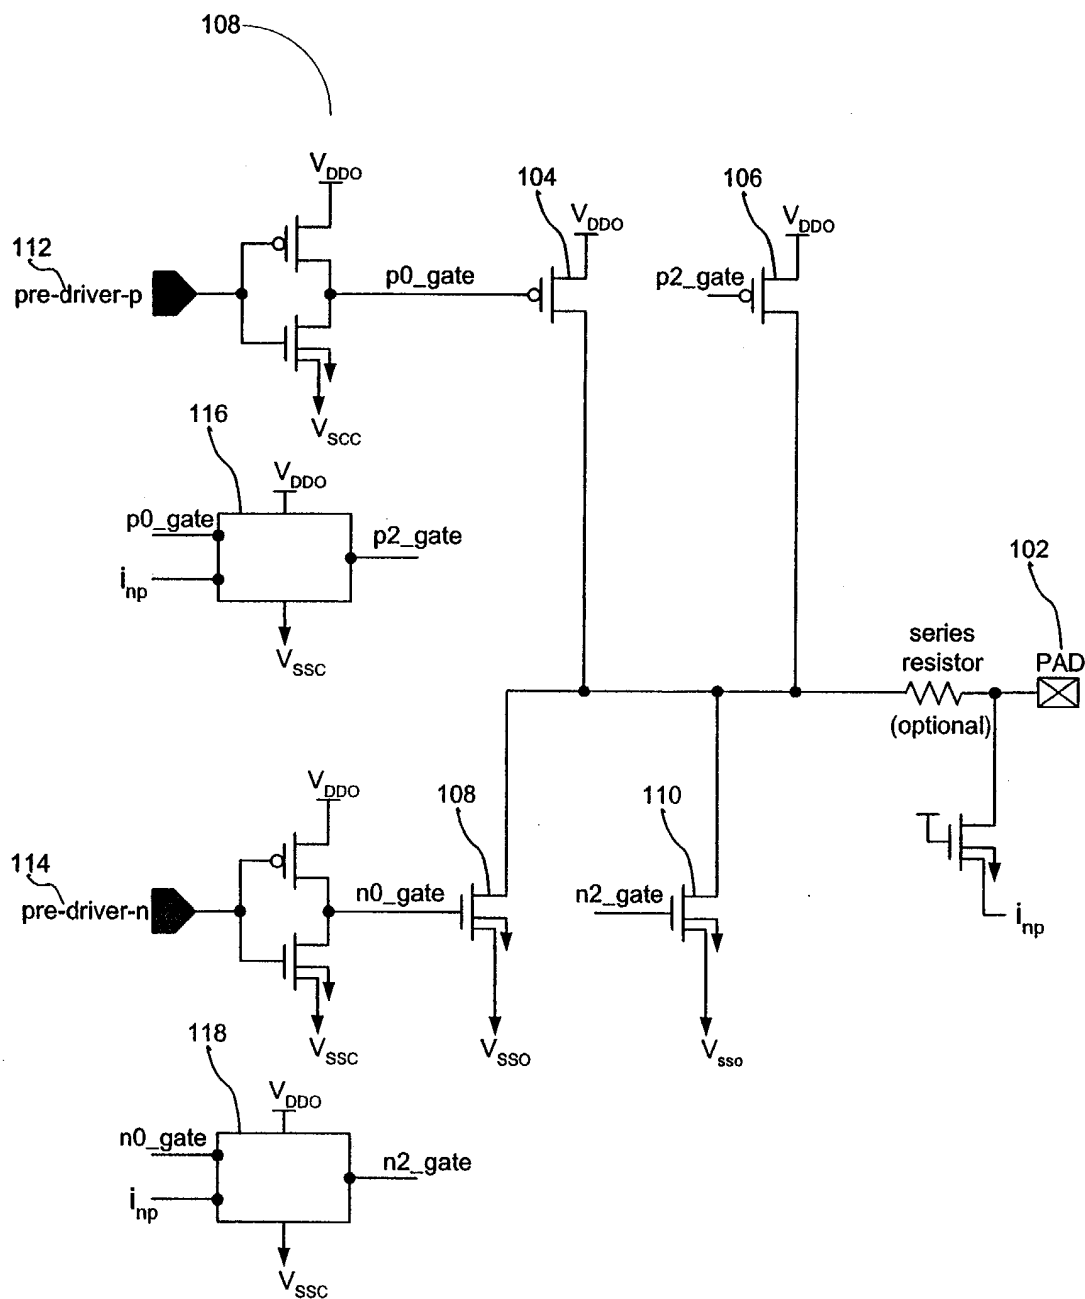 108
VDDO
104
106
VDDO
VDDO
112
pre-driver-p
p0_gate
p2_gate
VSCC
116
VDDO
p0_gate
p2_gate
inp
VSSC
102
series
resistor
PAD
(optional)
VDDO
108
110
114
pre-driver-n
n0_gate
n2_gate
inp
VSSC
VSSO
Vsso
118
VDDO
n0_gate
n2_gate
inp
VSSC